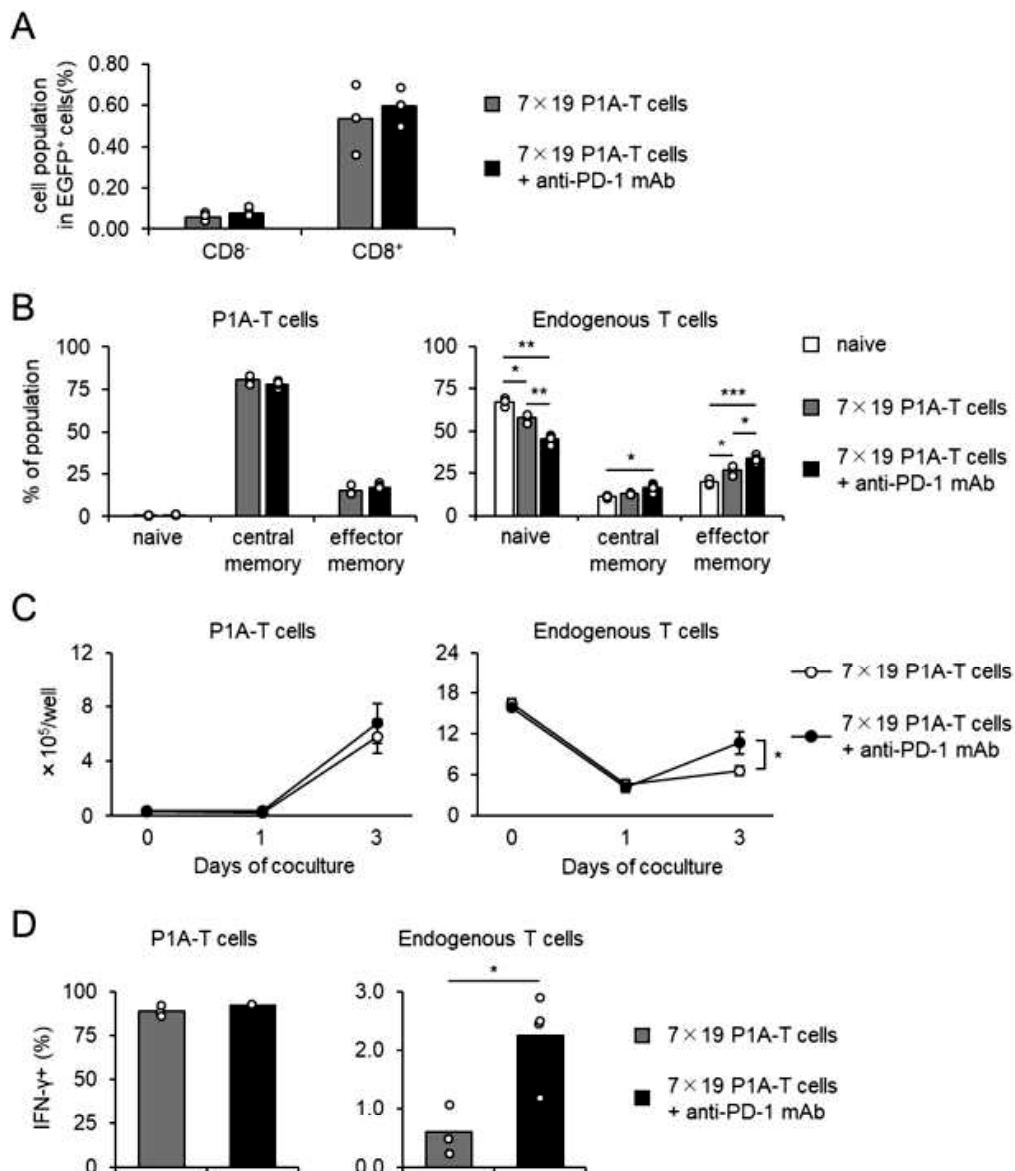 A
cell population
in EGFP⁺ cells(%)
0.80
0.60
0.40
0.20
0.00
CD8⁻
CD8⁺
7×19 P1A-T cells
7×19 P1A-T cells
+ anti-PD-1 mAb
B
P1A-T cells
% of population
100
75
50
25
0
naive
central
memory
effector
memory
Endogenous T cells
100
75
50
25
0
**
*
**
*
***
*
*
naive
central
memory
effector
memory
naive
7×19 P1A-T cells
7×19 P1A-T cells
+ anti-PD-1 mAb
C
P1A-T cells
× 10⁵/well
12
8
4
0
0
1
3
Days of coculture
Endogenous T cells
24
18
12
6
0
*
0
1
3
Days of coculture
7×19 P1A-T cells
7×19 P1A-T cells
+ anti-PD-1 mAb
D
P1A-T cells
IFN-γ+ (%)
100
75
50
25
0
Endogenous T cells
*
3.0
2.0
1.0
0.0
7×19 P1A-T cells
7×19 P1A-T cells
+ anti-PD-1 mAb